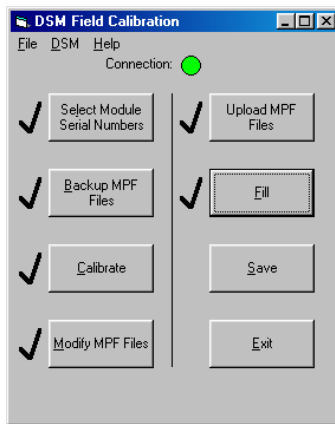 DSM Field Calibration
File DSM Help
Connection:
Select Module
Serial Numbers
Backup MPF
Files
Calibrate
Modify MPF Files
Upload MPF
Files
Fill
Save
Exit